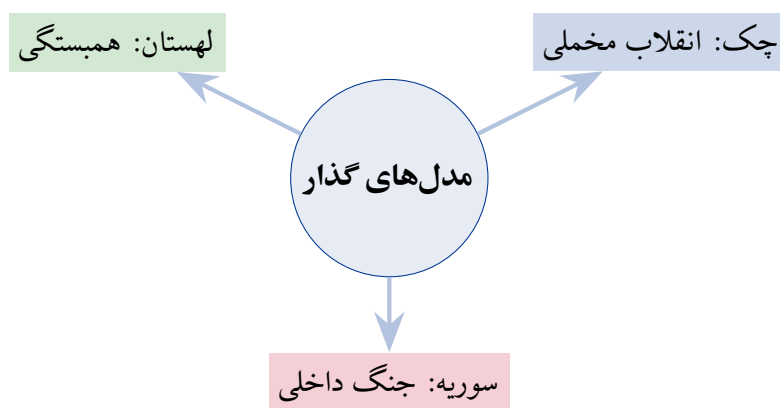 چک: انقلاب مخملی
لهستان: همبستگی
مدل‌های گذار
سوریه: جنگ داخلی